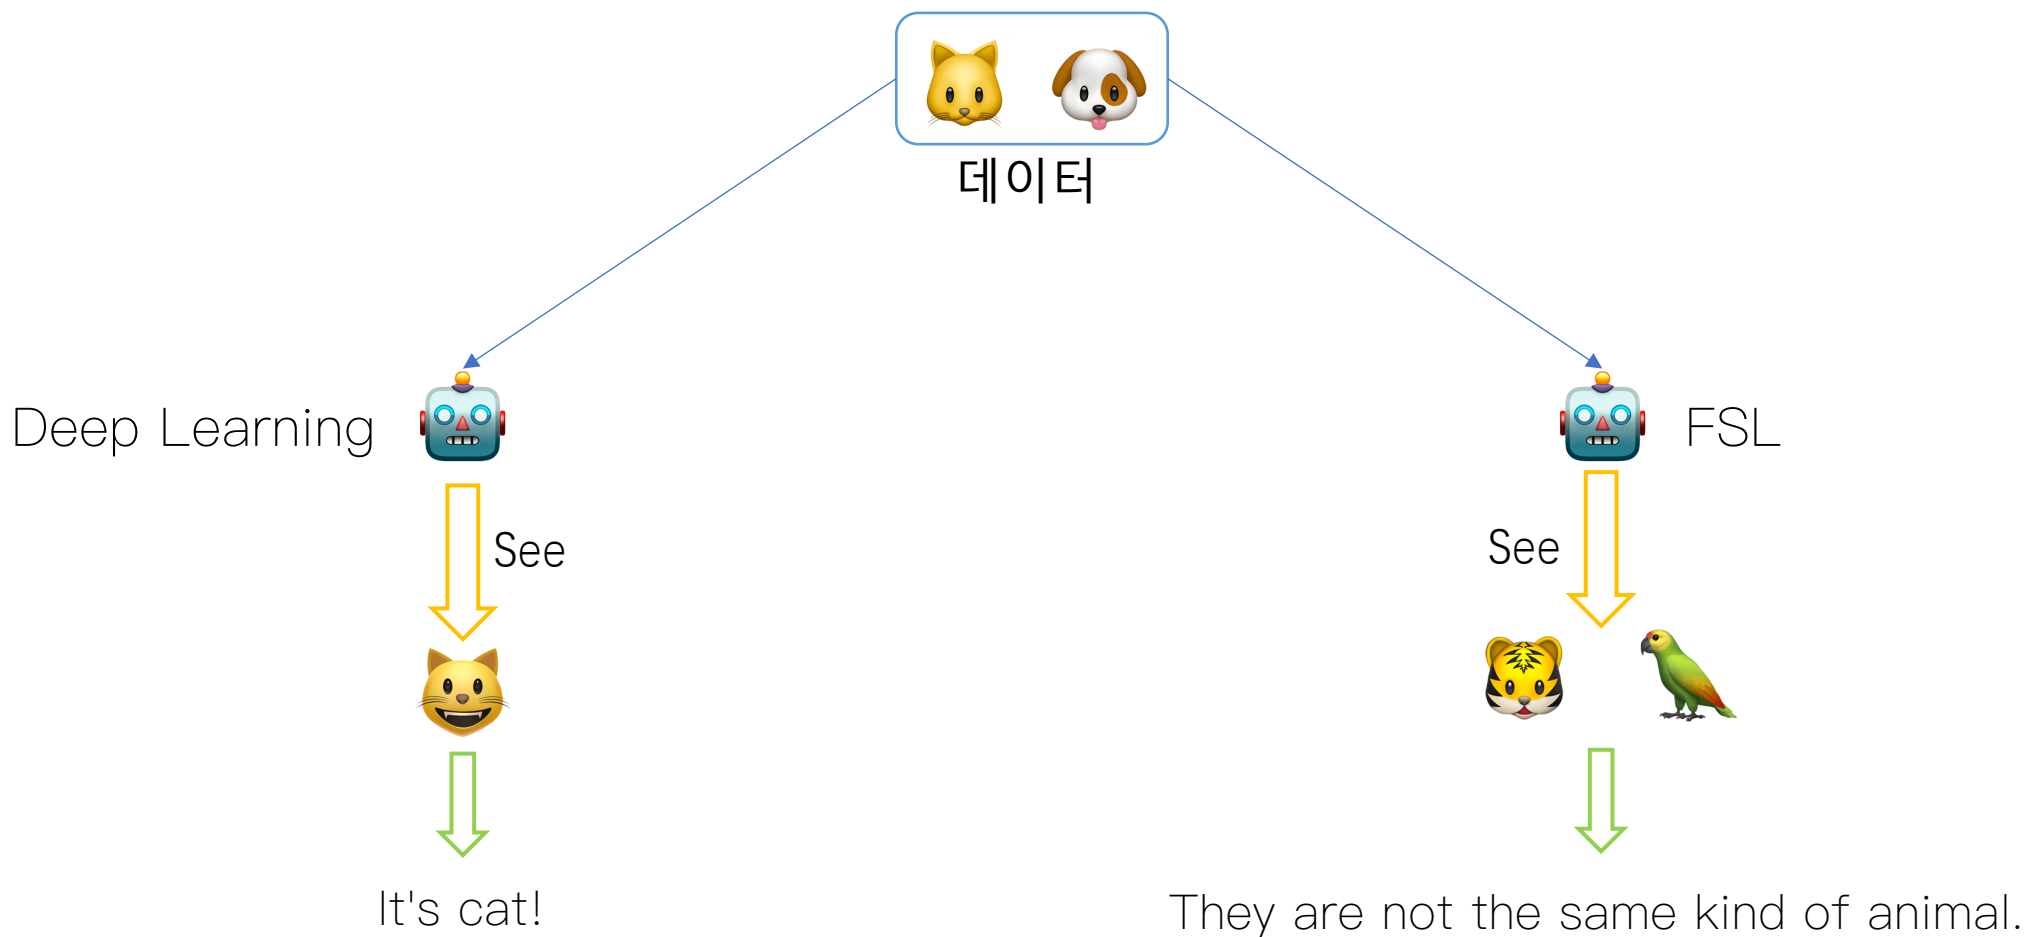 데이터
Deep Learning
FSL
See
See
It's cat!
They are not the same kind of animal.